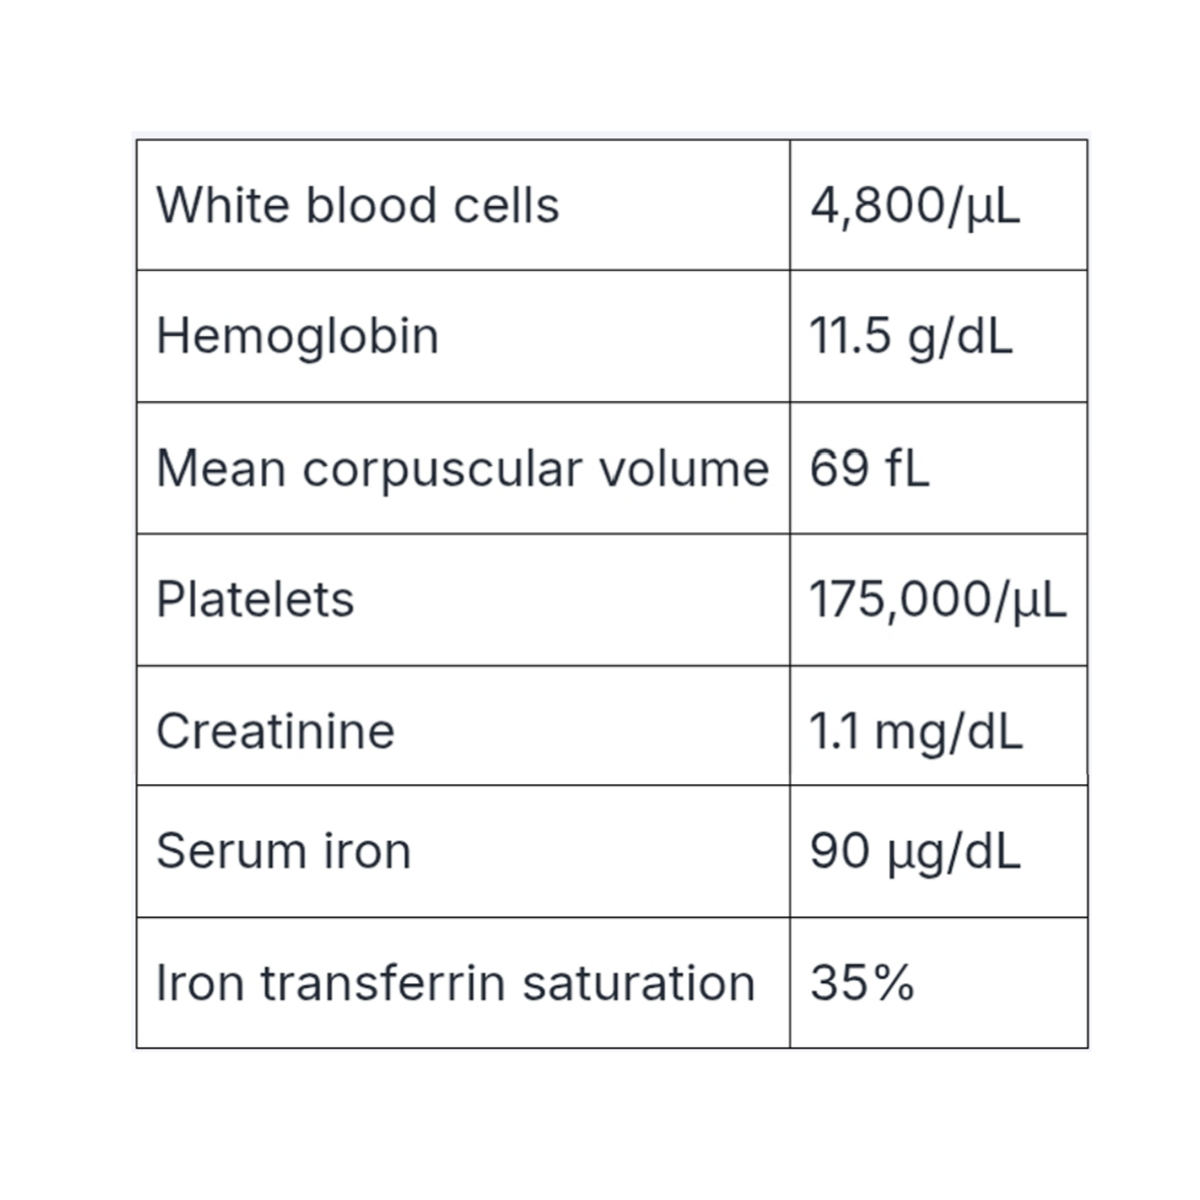 White blood cells 4,800/µL
Hemoglobin 11.5 g/dL
Mean corpuscular volume 69 fL
Platelets 175,000/µL
Creatinine 1.1 mg/dL
Serum iron 90 µg/dL
Iron transferrin saturation 35%